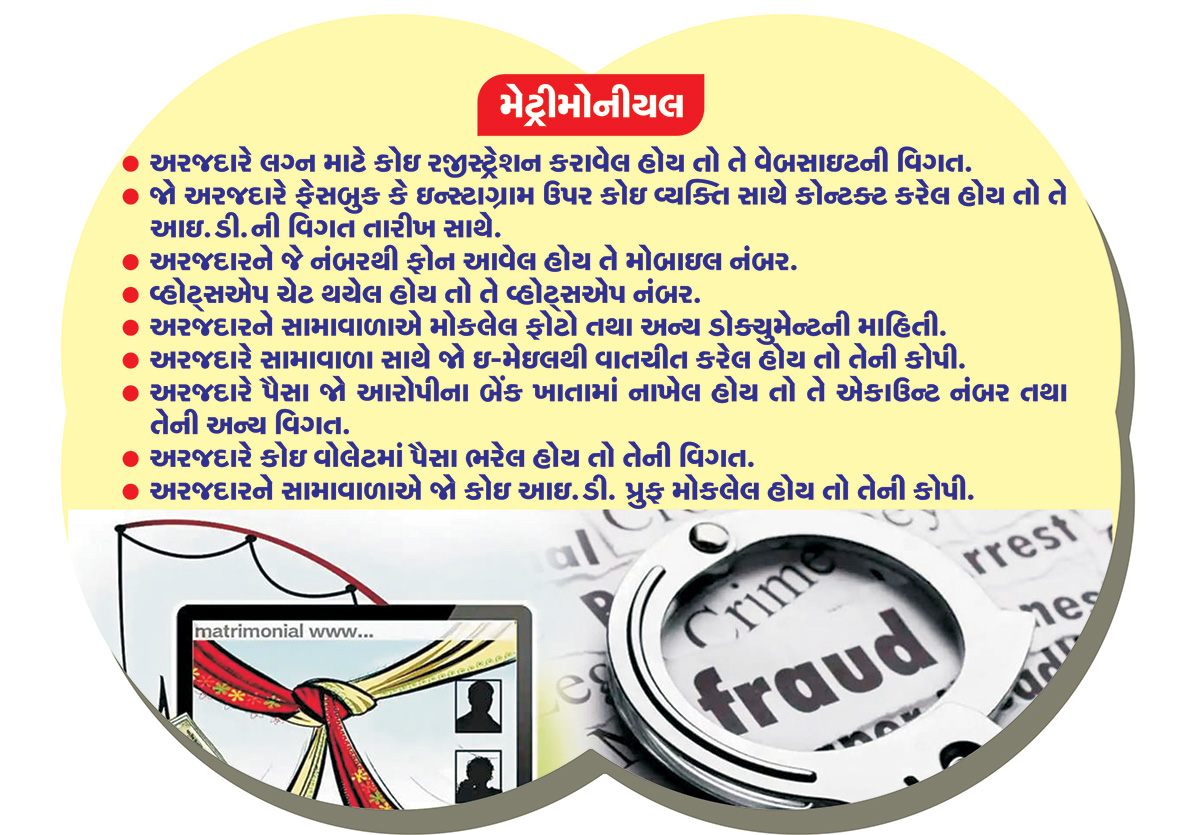 મેટ્રીમોનીયલ
● અરજદારે લગ્ન માટે કોઇ રજીસ્ટ્રેશન કરાવેલ હોય તો તે વેબસાઇટની વિગત.
● જો અરજદારે ફેસબુક કે ઇન્સ્ટાગ્રામ ઉપર કોઇ વ્યક્તિ સાથે કોન્ટક્ટ કરેલ હોય તો તે
આઇ.ડી.ની વિગત તારીખ સાથે.
● અરજદારને જે નંબરથી ફોન આવેલ હોય તે મોબાઇલ નંબર.
● વ્હોટ્સએપ ચેટ થયેલ હોય તો તે વ્હોટ્સએપ નંબર.
● અરજદારને સામાવાળાએ મોકલેલ ફોટો તથા અન્ય ડોક્યુમેન્ટની માહિતી.
● અરજદારે સામાવાળા સાથે જો ઇ-મેઇલથી વાતચીત કરેલ હોય તો તેની કોપી.
● અરજદારે પૈસા જો આરોપીના બેંક ખાતામાં નાખેલ હોય તો તે એકાઉન્ટ નંબર તથા
તેની અન્ય વિગત.
● અરજદારે કોઇ વોલેટમાં પૈસા ભરેલ હોય તો તેની વિગત.
● અરજદારને સામાવાળાએ જો કોઇ આઇ.ડી. પ્રુફ મોકલેલ હોય તો તેની કોપી.
matrimonial www...
Crime
fraud